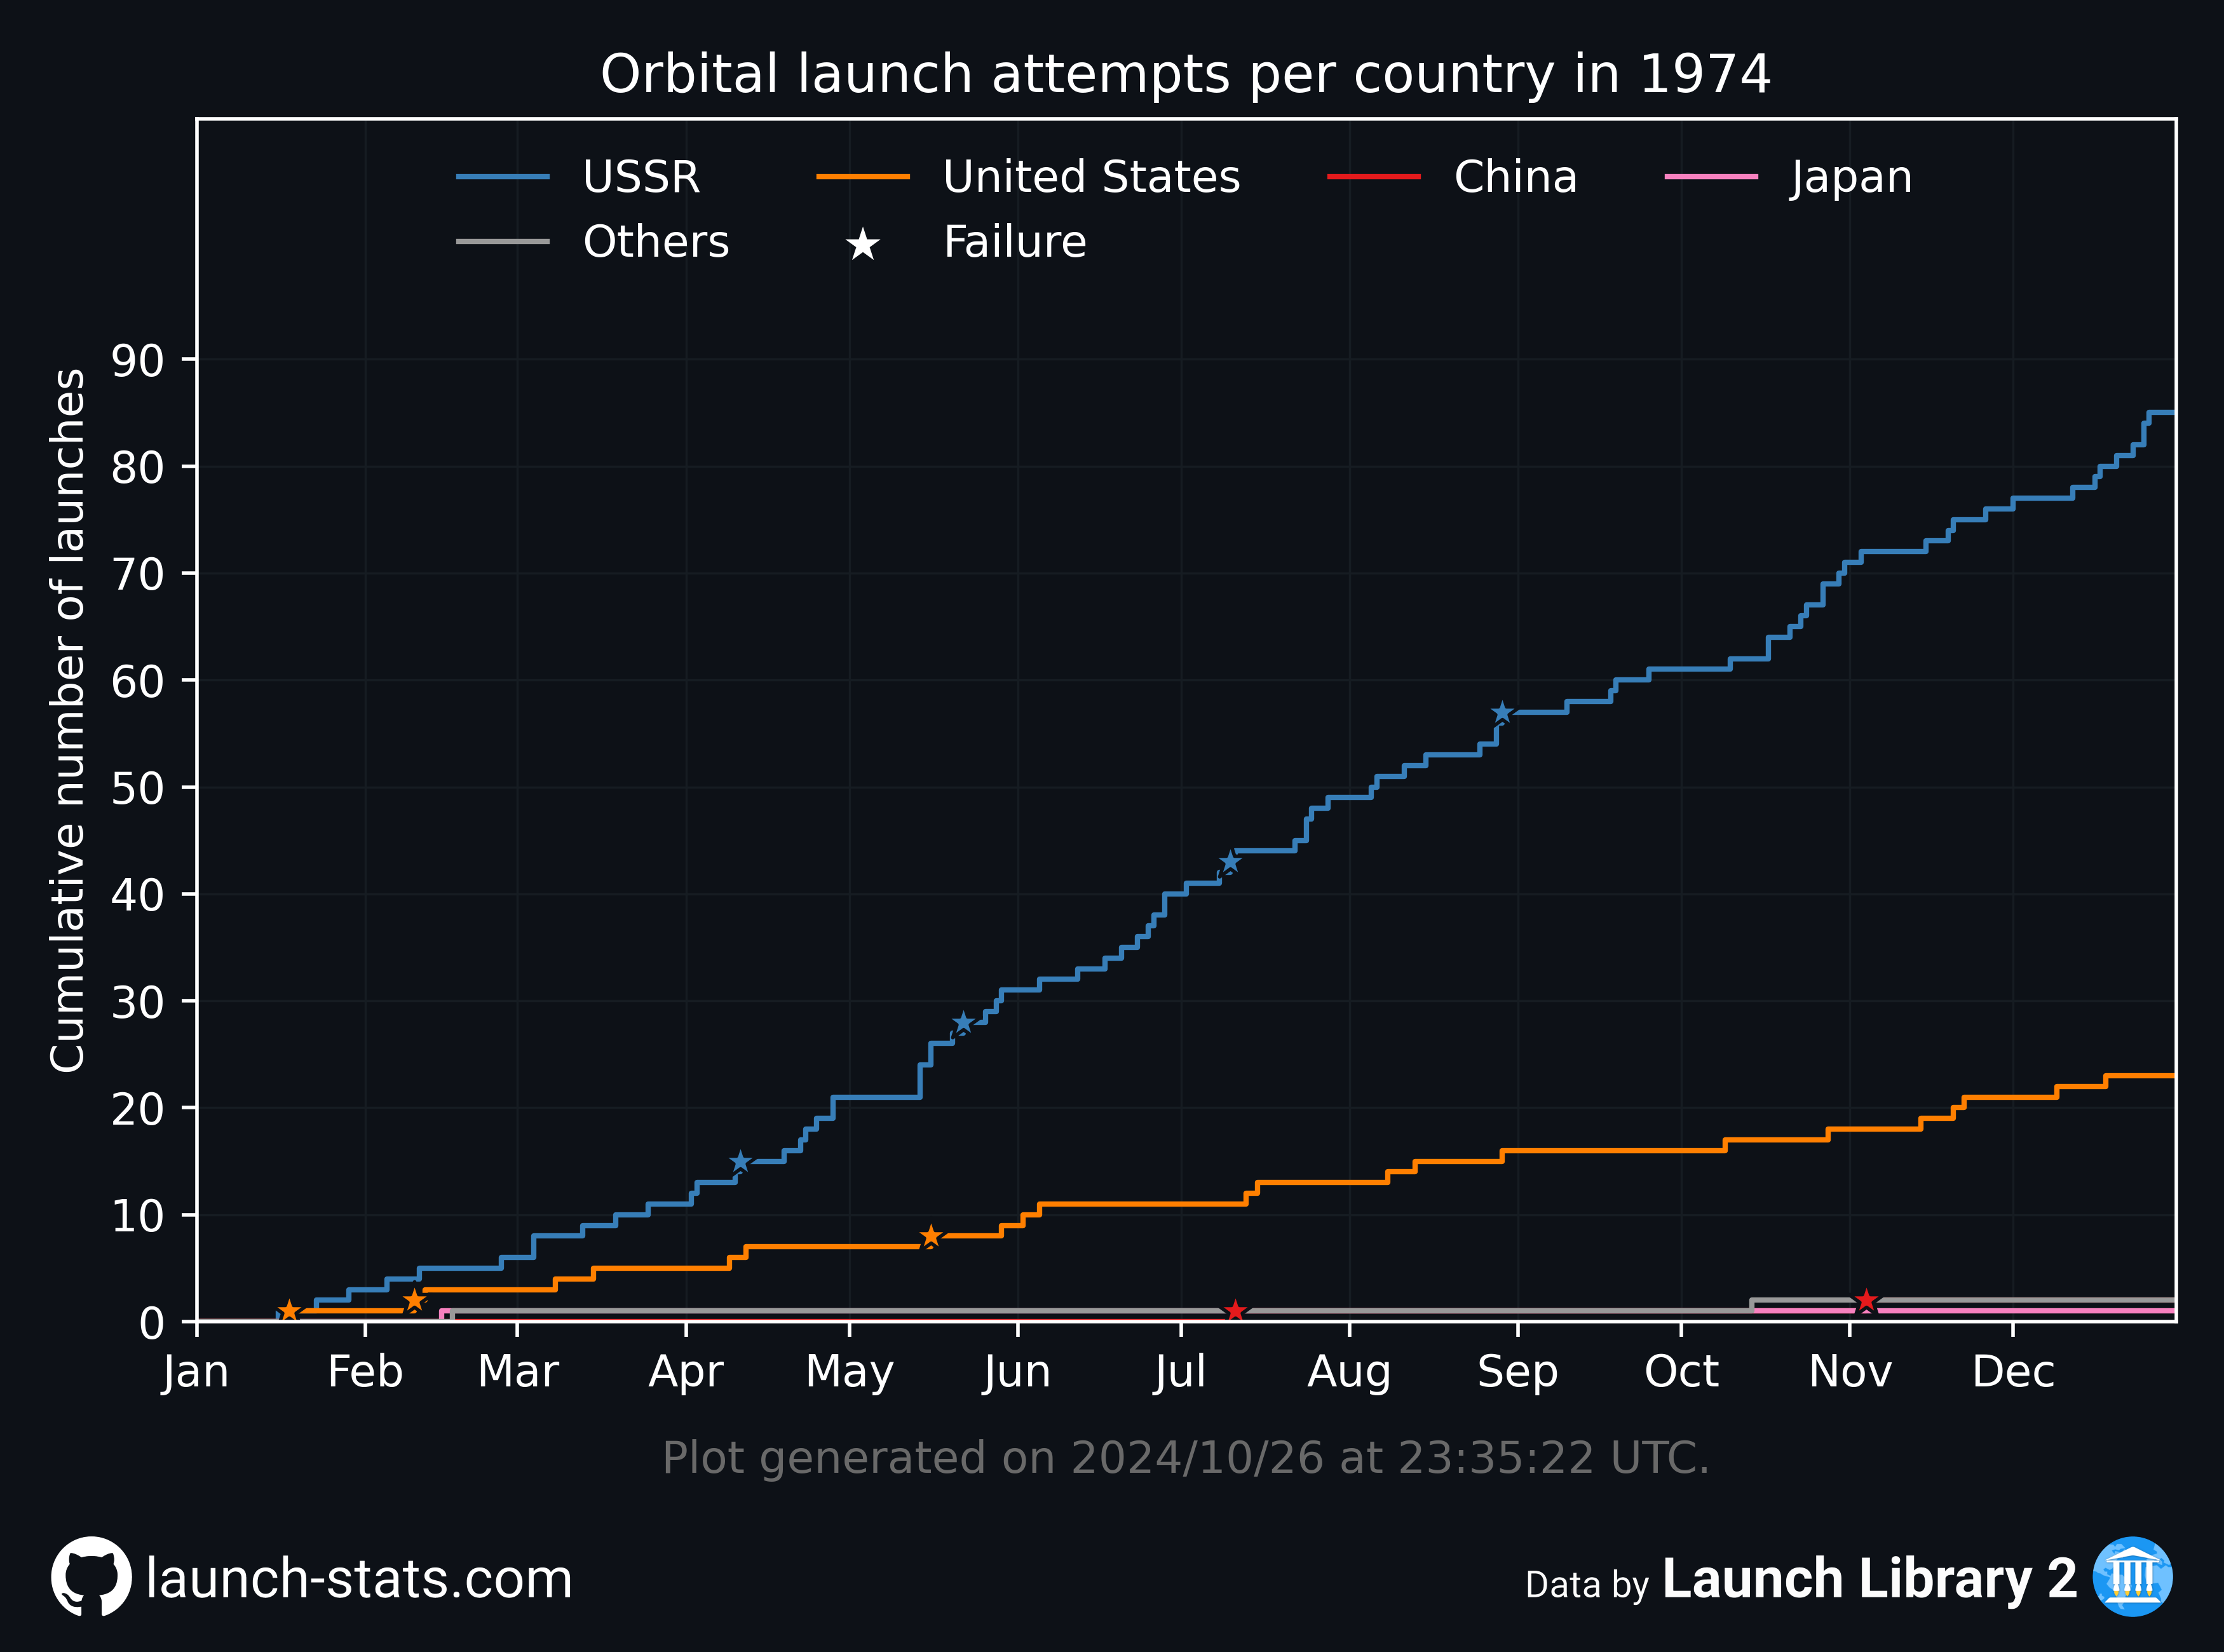 Orbital launch attempts per country in 1974
USSR United States China Japan
Others Failure
Cumulative number of launches
90
80
70
60
50
40
30
20
10
0
Jan Feb Mar Apr May Jun Jul Aug Sep Oct Nov Dec
Plot generated on 2024/10/26 at 23:35:22 UTC.
launch-stats.com
Data by Launch Library 2